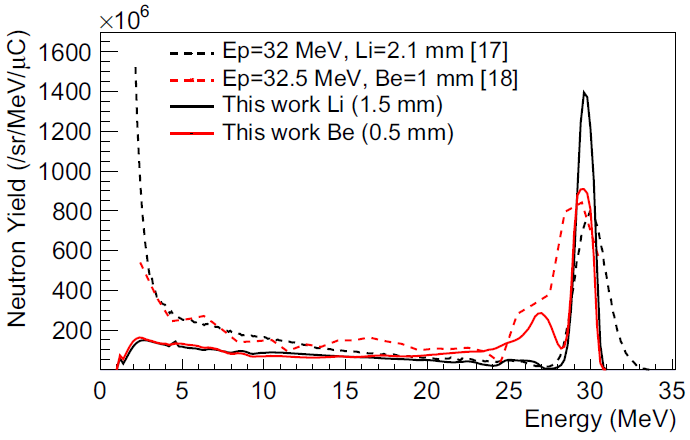 ×10⁶
Neutron Yield (/sr/MeV/μC)
1600
1400
1200
1000
800
600
400
200
Ep=32 MeV, Li=2.1 mm [17]
Ep=32.5 MeV, Be=1 mm [18]
This work Li (1.5 mm)
This work Be (0.5 mm)
0 5 10 15 20 25 30 35
Energy (MeV)